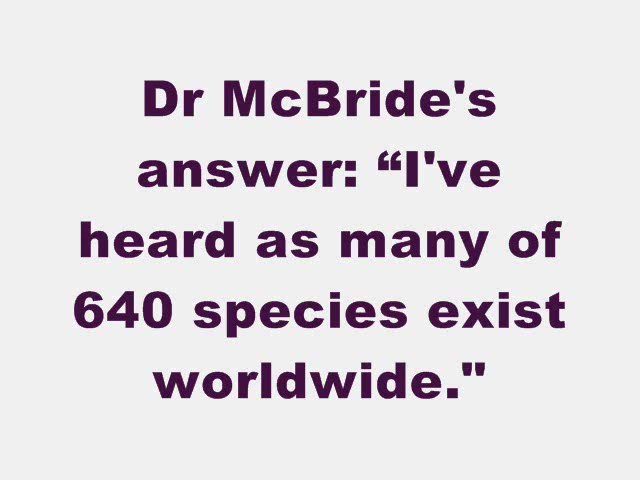 Dr McBride's
answer: “I've
heard as many of
640 species exist
worldwide."